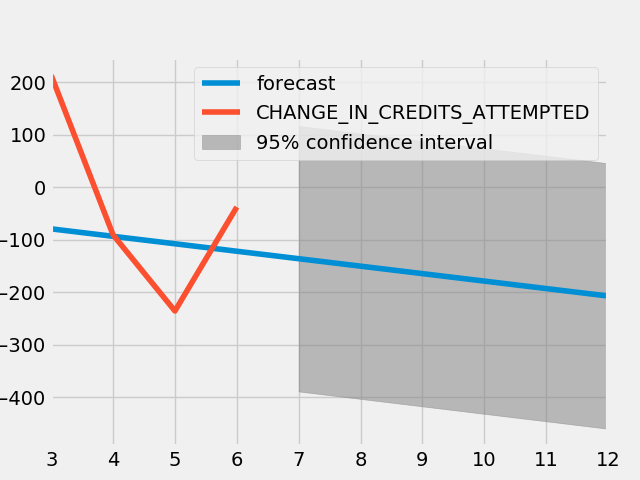 forecast
CHANGE_IN_CREDITS_ATTEMPTED
95% confidence interval
200
100
0
−100
−200
−300
−400
3 4 5 6 7 8 9 10 11 12